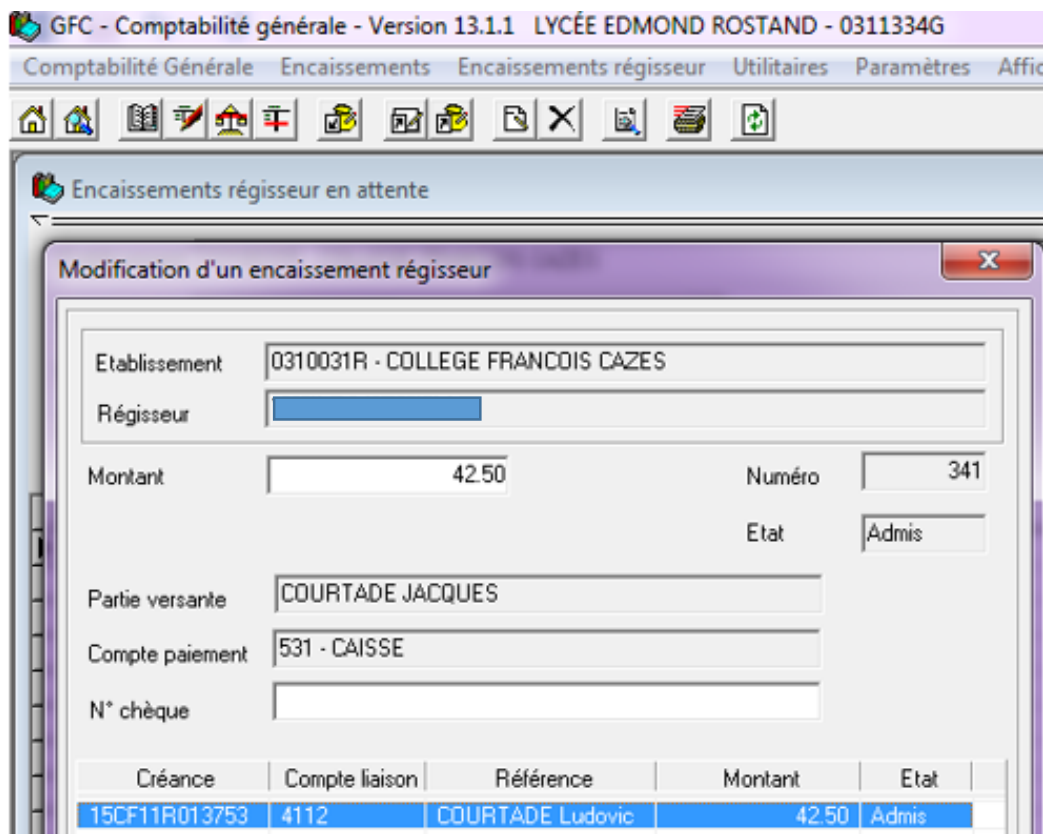 GFC - Comptabilité générale - Version 13.1.1 LYCÉE EDMOND ROSTAND - 0311334G
Comptabilité Générale Encaissements Encaissements régisseur Utilitaires Paramètres
Encaissements régisseur en attente
Modification d'un encaissement régisseur
Etablissement 0310031R - COLLEGE FRANCOIS CAZES
Régisseur
Montant 42.50 Numéro 341
Etat Admis
Partie versante COURTADE JACQUES
Compte paiement 531 - CAISSE
N° chèque
Créance Compte liaison Référence Montant Etat
15CF11R013753 4112 COURTADE Ludovic 42.50 Admis